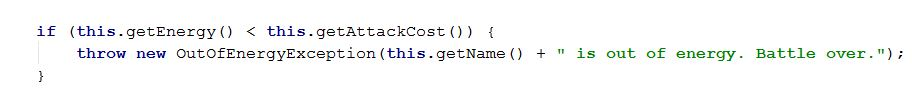 if (this.getEnergy() < this.getAttackCost()) {
    throw new OutOfEnergyException(this.getName() + " is out of energy. Battle over.");
}